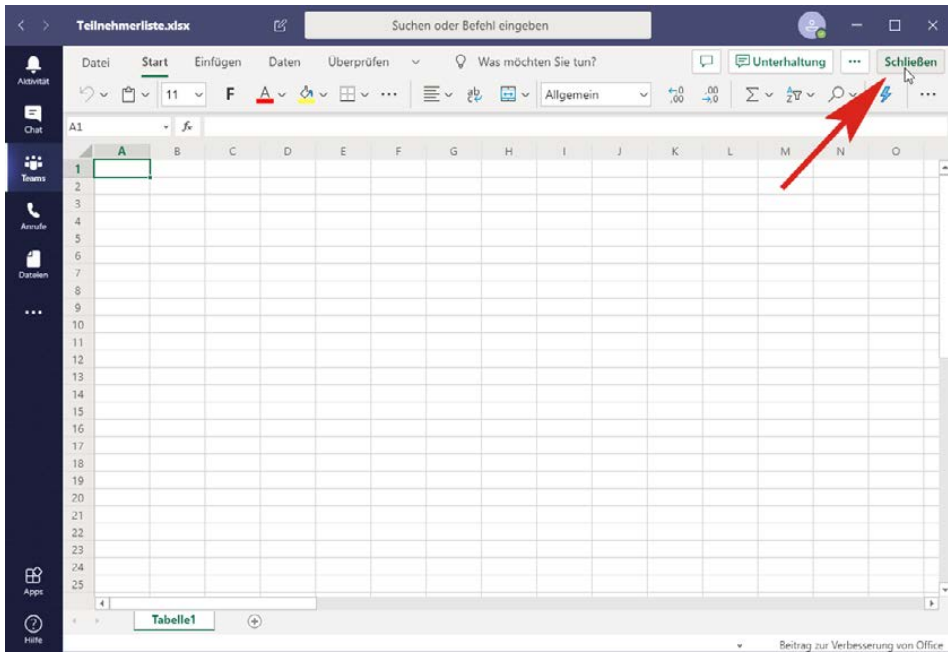 Teilnehmerliste.xlsx
Suchen oder Befehl eingeben
Aktivität
Chat
Teams
Anrufe
Dateien
Apps
Hilfe
Datei Start Einfügen Daten Überprüfen Was möchten Sie tun? Unterhaltung ... Schließen
11 F A ... Allgemein ...
A1 fx
A B C D E F G H I J K L M N O
1
2
3
4
5
6
7
8
9
10
11
12
13
14
15
16
17
18
19
20
21
22
23
24
25
Tabelle1
Beitrag zur Verbesserung von Office